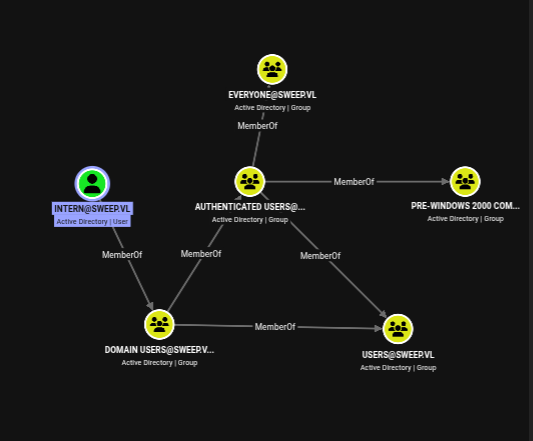 EVERYONE@SWEEP.VL
Active Directory | Group
MemberOf
MemberOf
INTERN@SWEEP.VL
Active Directory | User
AUTHENTICATED USERS@...
Active Directory | Group
PRE-WINDOWS 2000 COM...
Active Directory | Group
MemberOf
MemberOf
MemberOf
MemberOf
DOMAIN USERS@SWEEP.V...
Active Directory | Group
USERS@SWEEP.VL
Active Directory | Group